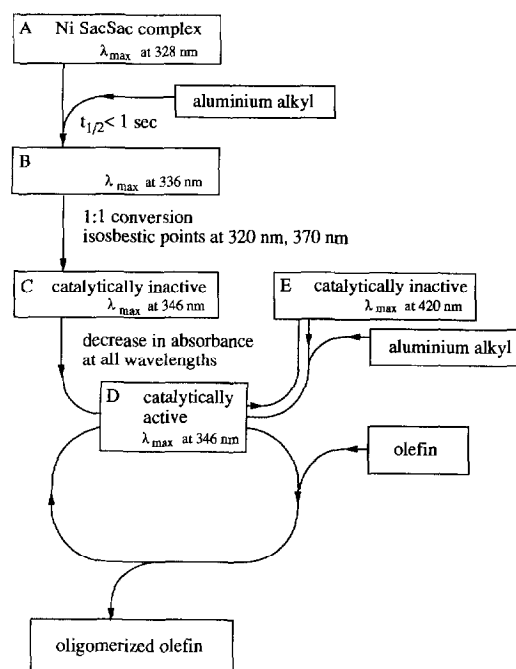 A Ni SacSac complex
λmax at 328 nm
aluminium alkyl
t1/2< 1 sec
B
λmax at 336 nm
1:1 conversion
isosbestic points at 320 nm, 370 nm
C catalytically inactive
λmax at 346 nm
E catalytically inactive
λmax at 420 nm
decrease in absorbance
at all wavelengths
aluminium alkyl
D catalytically
active
λmax at 346 nm
olefin
oligomerized olefin